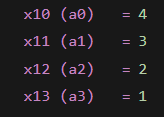 x10 (a0) = 4
x11 (a1) = 3
x12 (a2) = 2
x13 (a3) = 1